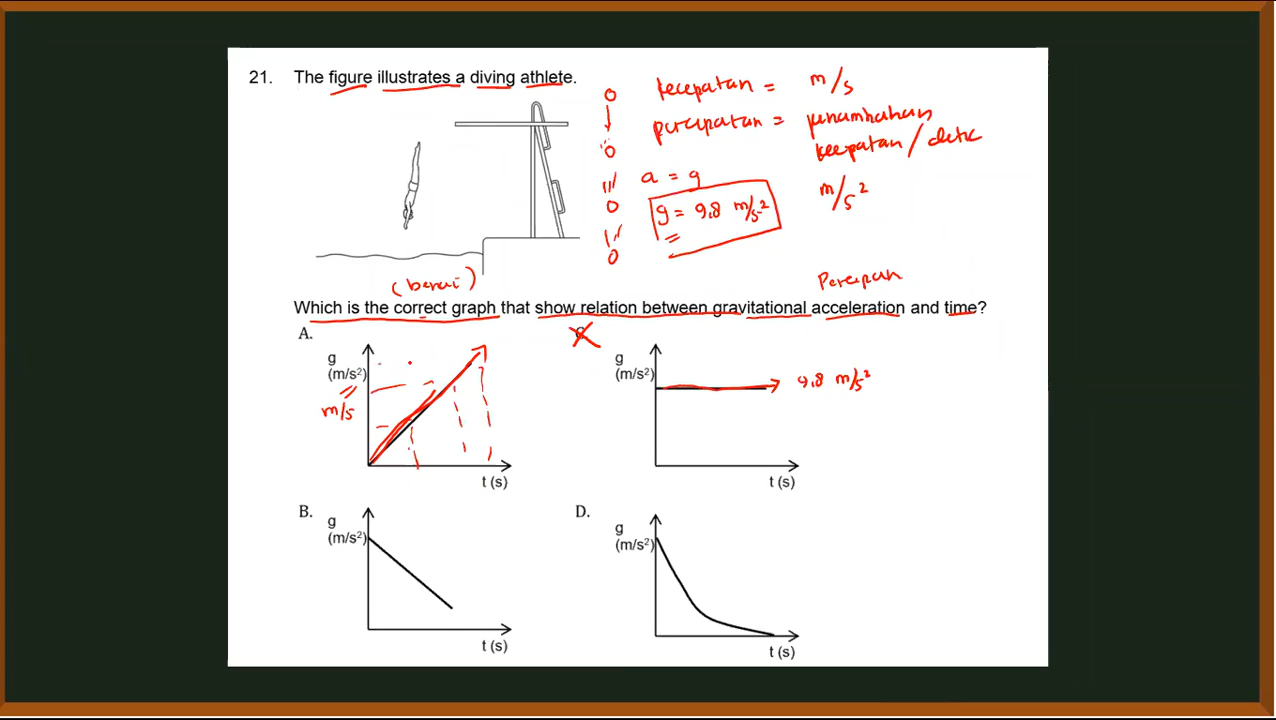 21. The figure illustrates a diving athlete.
kecepatan = m/s
percepatan = penambahan
kecepatan / detik
m/s²
a = g
g = 9,8 m/s²
(berat)
Percepan
Which is the correct graph that show relation between gravitational acceleration and time?
A.
g
(m/s²)
m/s
t (s)
g
(m/s²)
9,8 m/s²
t (s)
B.
g
(m/s²)
t (s)
D.
g
(m/s²)
t (s)